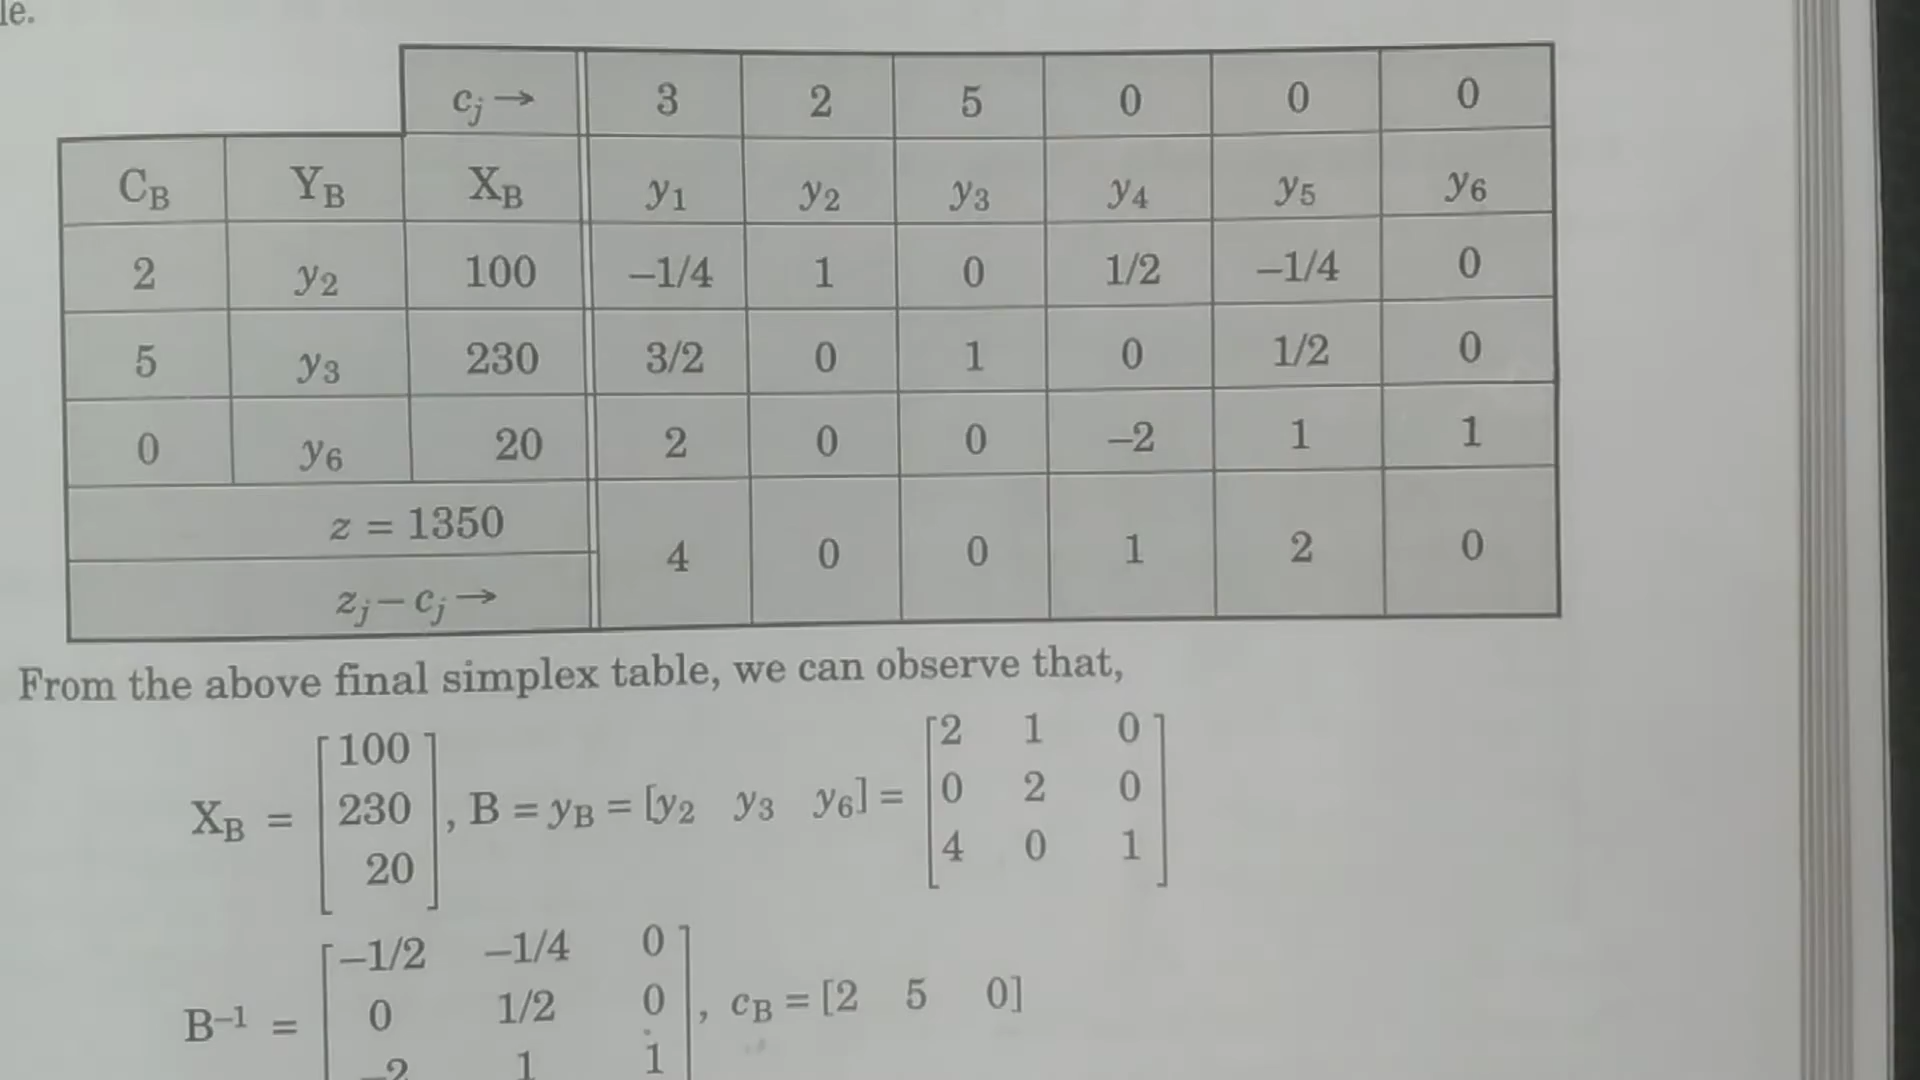 le.
cj → 3 2 5 0 0 0
CB YB XB y1 y2 y3 y4 y5 y6
2 y2 100 –1/4 1 0 1/2 –1/4 0
5 y3 230 3/2 0 1 0 1/2 0
0 y6 20 2 0 0 –2 1 1
z = 1350
zj – cj → 4 0 0 1 2 0
From the above final simplex table, we can observe that,
XB = [100 230 20], B = yB = [y2 y3 y6] = [2 1 0
0 2 0
4 0 1]
B–1 = [–1/2 –1/4 0
0 1/2 0
–2 1 1], cB = [2 5 0]